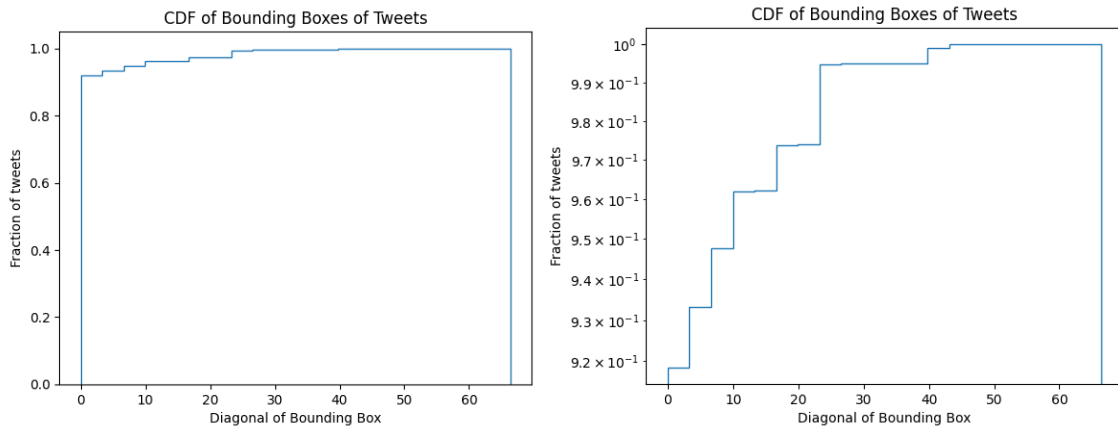 CDF of Bounding Boxes of Tweets
1.0
0.8
0.6
0.4
0.2
0.0
Fraction of tweets
0 10 20 30 40 50 60
Diagonal of Bounding Box
CDF of Bounding Boxes of Tweets
10⁰
9.9 × 10⁻¹
9.8 × 10⁻¹
9.7 × 10⁻¹
9.6 × 10⁻¹
9.5 × 10⁻¹
9.4 × 10⁻¹
9.3 × 10⁻¹
9.2 × 10⁻¹
Fraction of tweets
0 10 20 30 40 50 60
Diagonal of Bounding Box